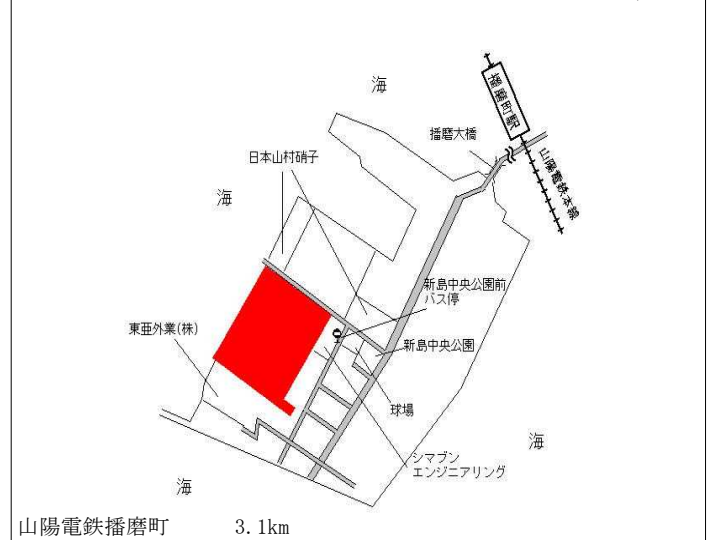 海
播磨町駅
播磨大橋
山陽電鉄本線
日本山村硝子
海
新島中央公園前
バス停
東亜外業(株)
新島中央公園
球場
海
シマブン
エンジニアリング
海
山陽電鉄播磨町 3.1km